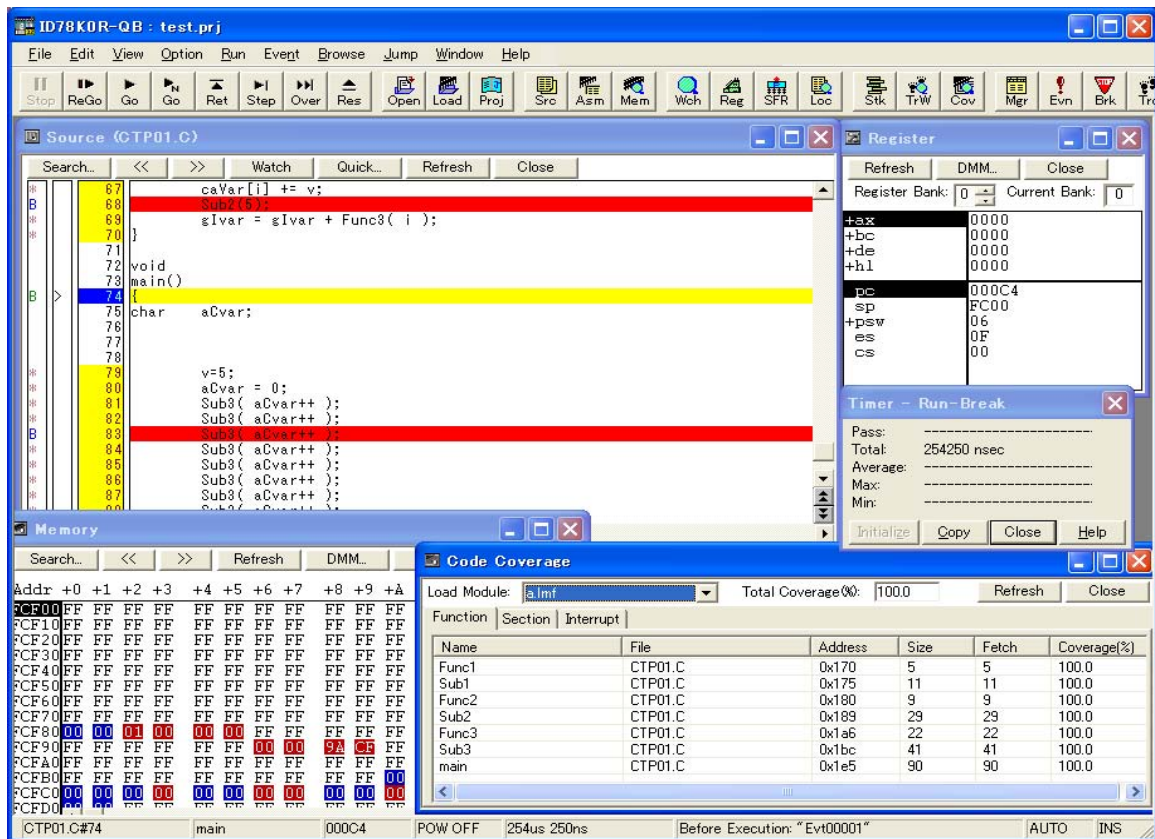 ID78K0R-QB : test.prj
File Edit View Option Run Event Browse Jump Window Help
Stop ReGo Go Go Ret Step Over Res Open Load Proj Src Asm Mem Wch Reg SFR Loc Stk TrW Cov Mgr Evn Brk
Source (CTP01.C)
Search... << >> Watch Quick... Refresh Close
* 67 caVar[i] += v;
B 68 Sub2(5);
* 69 gIvar = gIvar + Func3( i );
* 70 }
71
72 void
73 main()
B > 74 {
75 char aCvar;
76
77
78
* 79 v=5;
* 80 aCvar = 0;
* 81 Sub3( aCvar++ );
* 82 Sub3( aCvar++ );
B 83 Sub3( aCvar++ );
* 84 Sub3( aCvar++ );
* 85 Sub3( aCvar++ );
* 86 Sub3( aCvar++ );
* 87 Sub3( aCvar++ );
Register
Refresh DMM... Close
Register Bank: 0 Current Bank: 0
+ax 0000
+bc 0000
+de 0000
+hl 0000
pc 000C4
sp FC00
+psw 06
es 0F
cs 00
Timer - Run-Break
Pass:
Total: 254250 nsec
Average:
Max:
Min:
Initialize Copy Close Help
Memory
Search... << >> Refresh DMM...
Addr +0 +1 +2 +3 +4 +5 +6 +7 +8 +9 +A
FCF00 FF FF FF FF FF FF FF FF FF FF FF
FCF10 FF FF FF FF FF FF FF FF FF FF FF
FCF20 FF FF FF FF FF FF FF FF FF FF FF
FCF30 FF FF FF FF FF FF FF FF FF FF FF
FCF40 FF FF FF FF FF FF FF FF FF FF FF
FCF50 FF FF FF FF FF FF FF FF FF FF FF
FCF60 FF FF FF FF FF FF FF FF FF FF FF
FCF70 FF FF FF FF FF FF FF FF FF FF FF
FCF80 00 00 01 00 00 00 FF FF FF FF FF
FCF90 FF FF FF FF FF FF 00 00 9A CF FF
FCFA0 FF FF FF FF FF FF FF FF FF FF FF
FCFB0 FF FF FF FF FF FF FF FF FF FF 00
FCFC0 00 00 00 00 00 00 00 00 00 00 00
FCFD0
Code Coverage
Load Module: a.lmf Total Coverage(%): 100.0 Refresh Close
Function Section Interrupt
Name File Address Size Fetch Coverage(%)
Func1 CTP01.C 0x170 5 5 100.0
Sub1 CTP01.C 0x175 11 11 100.0
Func2 CTP01.C 0x180 9 9 100.0
Sub2 CTP01.C 0x189 29 29 100.0
Func3 CTP01.C 0x1a6 22 22 100.0
Sub3 CTP01.C 0x1bc 41 41 100.0
main CTP01.C 0x1e5 90 90 100.0
CTP01.C#74 main 000C4 POW OFF 254us 250ns Before Execution: "Evt00001" AUTO INS